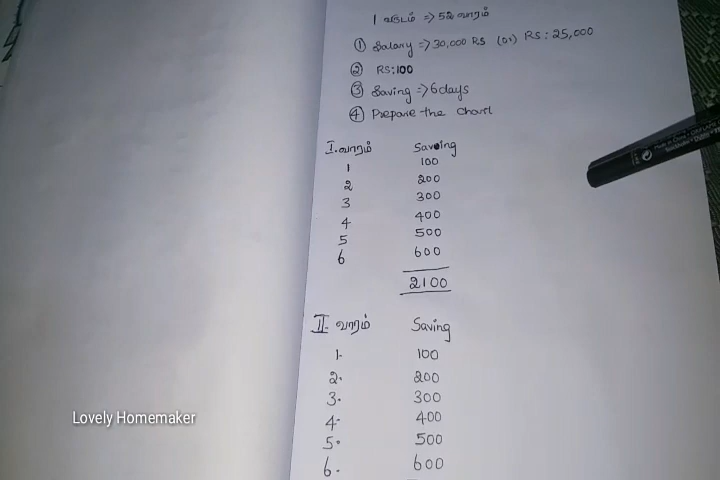 1 வருடம் => 52 வாரம்
① Salary => 30,000 RS (or) RS: 25,000
② RS:100
③ Saving => 6 days
④ Prepare the Chart
I. வாரம் Saving
1 100
2 200
3 300
4 400
5 500
6 600
2100
II- வாரம் Saving
1- 100
2. 200
3. 300
4- 400
5. 500
6. 600
Lovely Homemaker